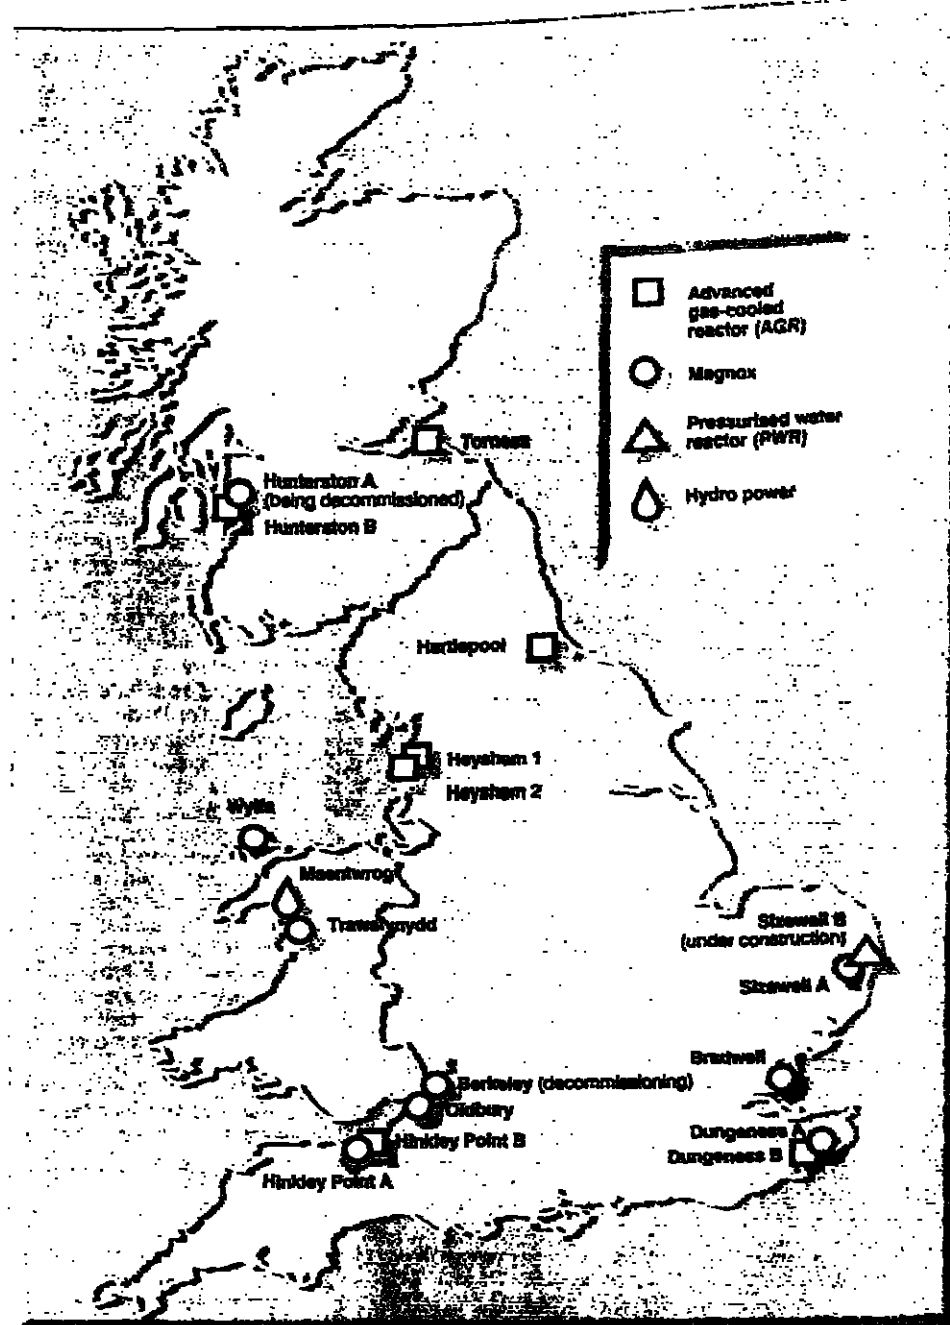 Advanced
gas-cooled
reactor (AGR)
Magnox
Pressurised water
reactor (PWR)
Hydro power
Torness
Hunterston A
(being decommissioned)
Hunterston B
Hartlepool
Heysham 1
Heysham 2
Wylfa
Maentwrog
Trawsfynydd
Sizewell B
(under construction)
Sizewell A
Bradwell
Berkeley (decommissioning)
Oldbury
Hinkley Point B
Hinkley Point A
Dungeness A
Dungeness B